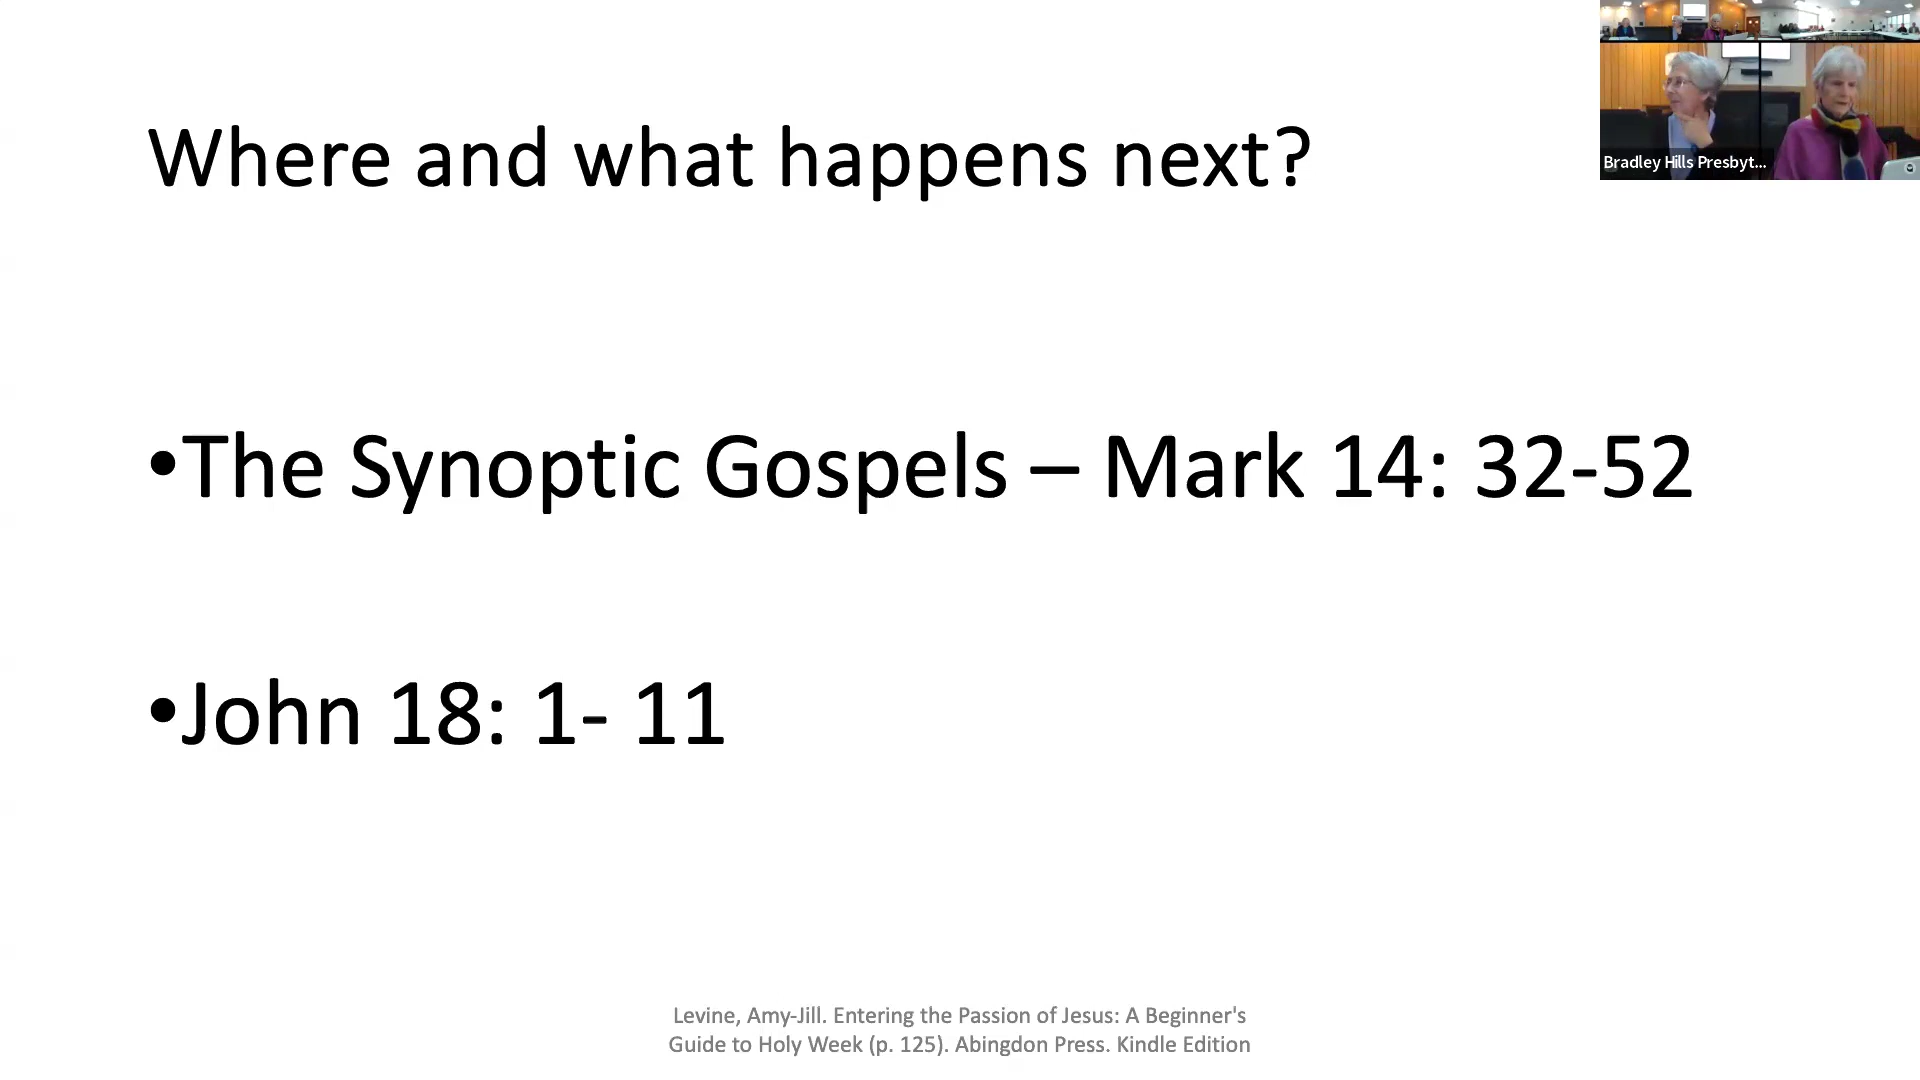 Where and what happens next?
Bradley Hills Presbyt...
•The Synoptic Gospels – Mark 14: 32-52
•John 18: 1- 11
Levine, Amy-Jill. Entering the Passion of Jesus: A Beginner's
Guide to Holy Week (p. 125). Abingdon Press. Kindle Edition